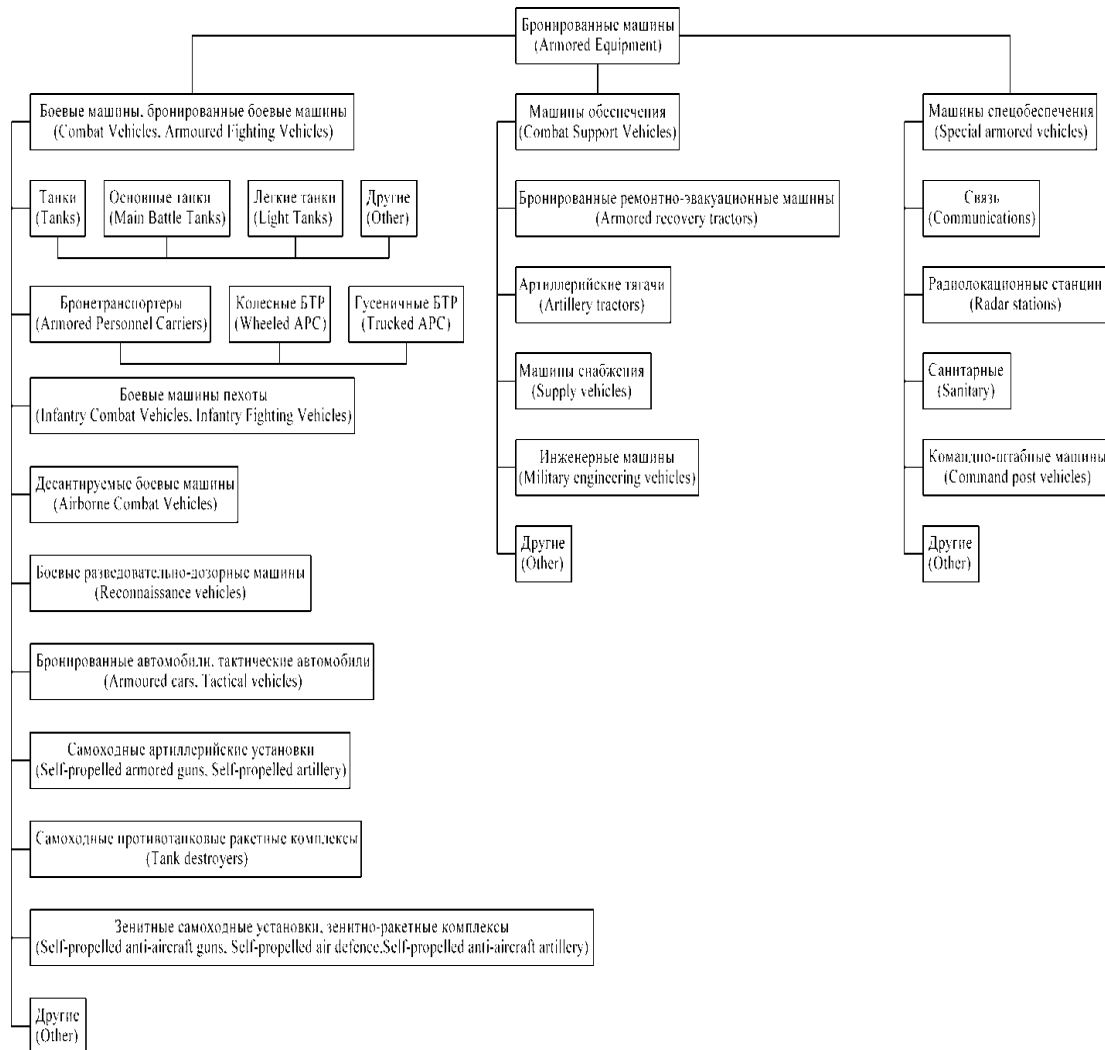 Бронированные машины
(Armored Equipment)
Боевые машины, бронированные боевые машины
(Combat Vehicles, Armoured Fighting Vehicles)
Танки
(Tanks)
Основные танки
(Main Battle Tanks)
Легкие танки
(Light Tanks)
Другие
(Other)
Бронетранспортеры
(Armored Personnel Carriers)
Колесные БТР
(Wheeled APC)
Гусеничные БТР
(Trucked APC)
Боевые машины пехоты
(Infantry Combat Vehicles, Infantry Fighting Vehicles)
Десантируемые боевые машины
(Airborne Combat Vehicles)
Боевые разведовательно-дозорные машины
(Reconnaissance vehicles)
Бронированные автомобили, тактические автомобили
(Armoured cars, Tactical vehicles)
Самоходные артиллерийские установки
(Self-propelled armored guns, Self-propelled artillery)
Самоходные противотанковые ракетные комплексы
(Tank destroyers)
Зенитные самоходные установки, зенитно-ракетные комплексы
(Self-propelled anti-aircraft guns, Self-propelled air defence,Self-propelled anti-aircraft artillery)
Другие
(Other)
Машины обеспечения
(Combat Support Vehicles)
Бронированные ремонтно-эвакуационные машины
(Armored recovery tractors)
Артиллерийские тягачи
(Artillery tractors)
Машины снабжения
(Supply vehicles)
Инженерные машины
(Military engineering vehicles)
Другие
(Other)
Машины спецобеспечения
(Special armored vehicles)
Связь
(Communications)
Радиолокационные станции
(Radar stations)
Санитарные
(Sanitary)
Командно-штабные машины
(Command post vehicles)
Другие
(Other)